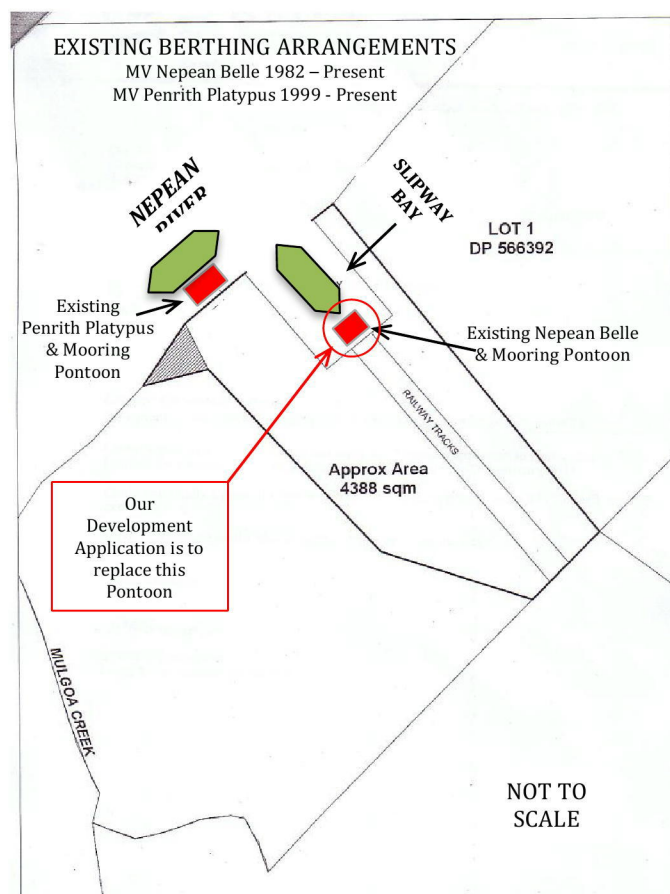 EXISTING BERTHING ARRANGEMENTS
MV Nepean Belle 1982 – Present
MV Penrith Platypus 1999 - Present
NEPEAN
RIVER
SLIPWAY
BAY
LOT 1
DP 566392
Existing
Penrith Platypus
& Mooring
Pontoon
Existing Nepean Belle
& Mooring Pontoon
RAILWAY TRACKS
Approx Area
4388 sqm
Our
Development
Application is to
replace this
Pontoon
MULGOA CREEK
NOT TO
SCALE